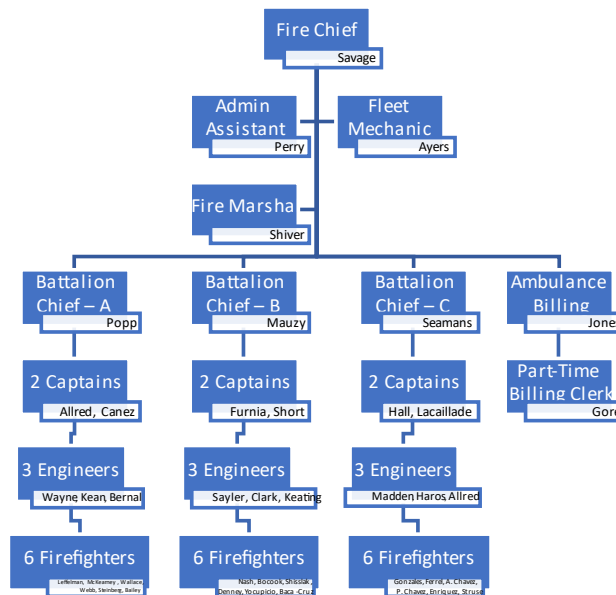 Fire Chief
Savage
Admin
Assistant
Perry
Fleet
Mechanic
Ayers
Fire Marsha
Shiver
Battalion
Chief – A
Popp
Battalion
Chief – B
Mauzy
Battalion
Chief – C
Seamans
Ambulance
Billing
Jones
2 Captains
Allred, Canez
2 Captains
Furnia, Short
2 Captains
Hall, Lacaillade
Part-Time
Billing Clerk
Gore
3 Engineers
Wayne, Kean, Bernal
3 Engineers
Sayler, Clark, Keating
3 Engineers
Madden, Haros, Allred
6 Firefighters
Leffelman, McKearney, Wallace,
Webb, Steinberg, Bailey
6 Firefighters
Nash, Bocook, Shisslak,
Denney, Yocupicio, Baca-Cruz
6 Firefighters
Gonzales, Ferrel, A. Chavez,
P. Chavez, Enriquez, Struse